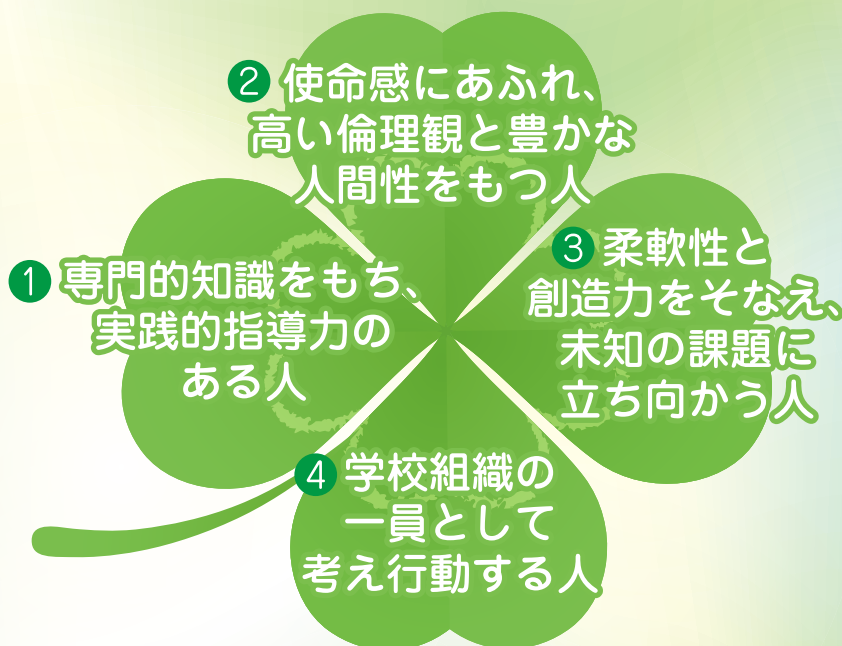 ❶ 専門的知識をもち、
実践的指導力の
ある人
❷ 使命感にあふれ、
高い倫理観と豊かな
人間性をもつ人
❸ 柔軟性と
創造力をそなえ、
未知の課題に
立ち向かう人
❹ 学校組織の
一員として
考え行動する人